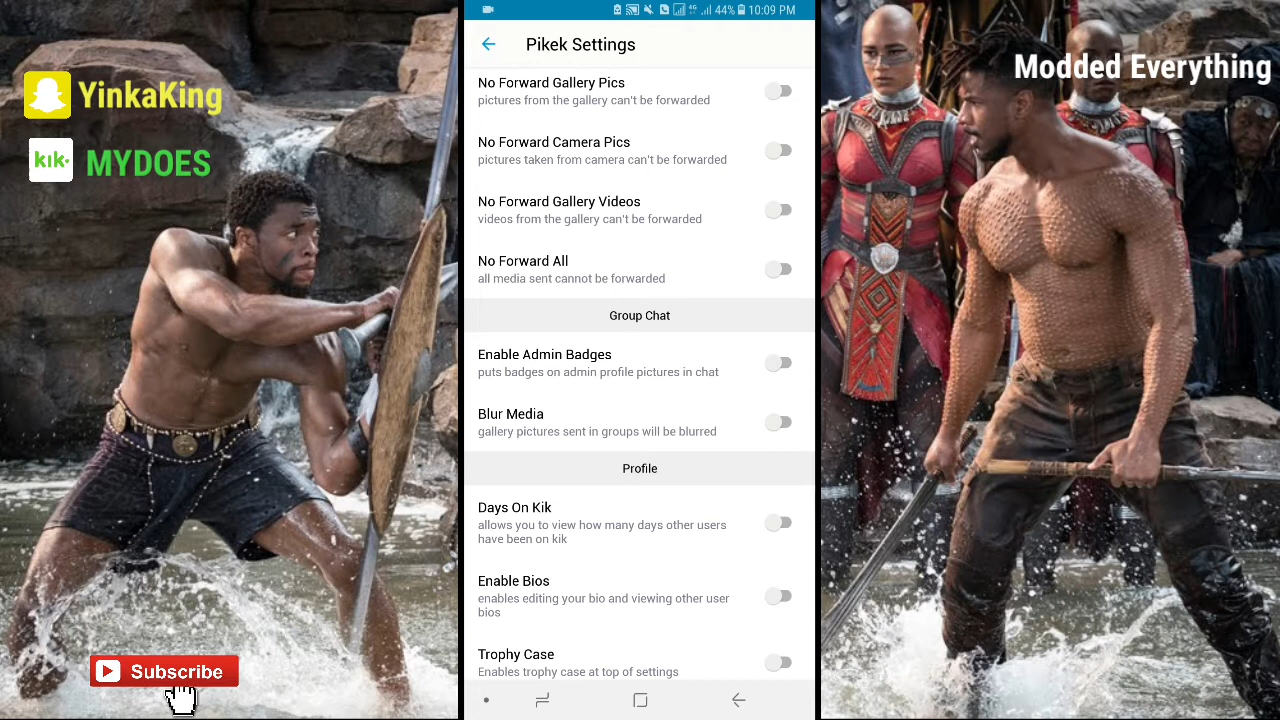 YinkaKing
kik
MYDOES
Subscribe
4G
44%
10:09 PM
Pikek Settings
No Forward Gallery Pics
pictures from the gallery can't be forwarded
No Forward Camera Pics
pictures taken from camera can't be forwarded
No Forward Gallery Videos
videos from the gallery can't be forwarded
No Forward All
all media sent cannot be forwarded
Group Chat
Enable Admin Badges
puts badges on admin profile pictures in chat
Blur Media
gallery pictures sent in groups will be blurred
Profile
Days On Kik
allows you to view how many days other users
have been on kik
Enable Bios
enables editing your bio and viewing other user
bios
Trophy Case
Enables trophy case at top of settings
Modded Everything